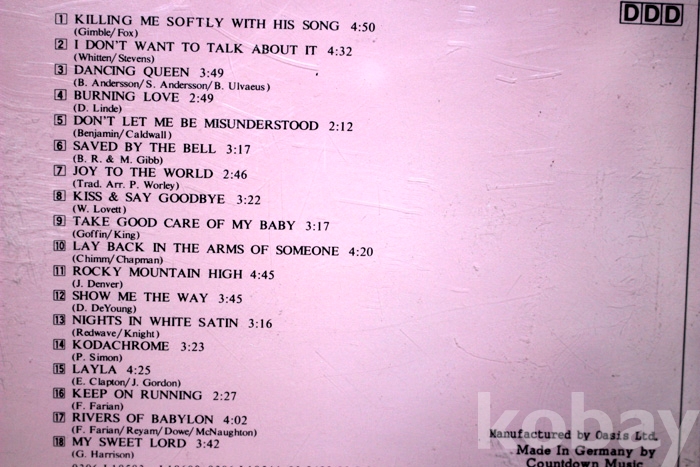 1 KILLING ME SOFTLY WITH HIS SONG 4:50
(Gimble/Fox)
DDD
2 I DON'T WANT TO TALK ABOUT IT 4:32
(Whitten/Stevens)
3 DANCING QUEEN 3:49
(B. Andersson/S. Andersson/B. Ulvaeus)
4 BURNING LOVE 2:49
(D. Linde)
5 DON'T LET ME BE MISUNDERSTOOD 2:12
(Benjamin/Caldwall)
6 SAVED BY THE BELL 3:17
(B. R. & M. Gibb)
7 JOY TO THE WORLD 2:46
(Trad. Arr. P. Worley)
8 KISS & SAY GOODBYE 3:22
(W. Lovett)
9 TAKE GOOD CARE OF MY BABY 3:17
(Goffin/King)
10 LAY BACK IN THE ARMS OF SOMEONE 4:20
(Chimn/Chapman)
11 ROCKY MOUNTAIN HIGH 4:45
(J. Denver)
12 SHOW ME THE WAY 3:45
(D. DeYoung)
13 NIGHTS IN WHITE SATIN 3:16
(Redwave/Knight)
14 KODACHROME 3:23
(P. Simon)
15 LAYLA 4:25
(E. Clapton/J. Gordon)
16 KEEP ON RUNNING 2:27
(F. Farian)
17 RIVERS OF BABYLON 4:02
(F. Farian/Reyam/Dowe/McNaughton)
18 MY SWEET LORD 3:42
(G. Harrison)
kobay
Manufactured by Oasis Ltd.
Made In Germany by
Countdown Music